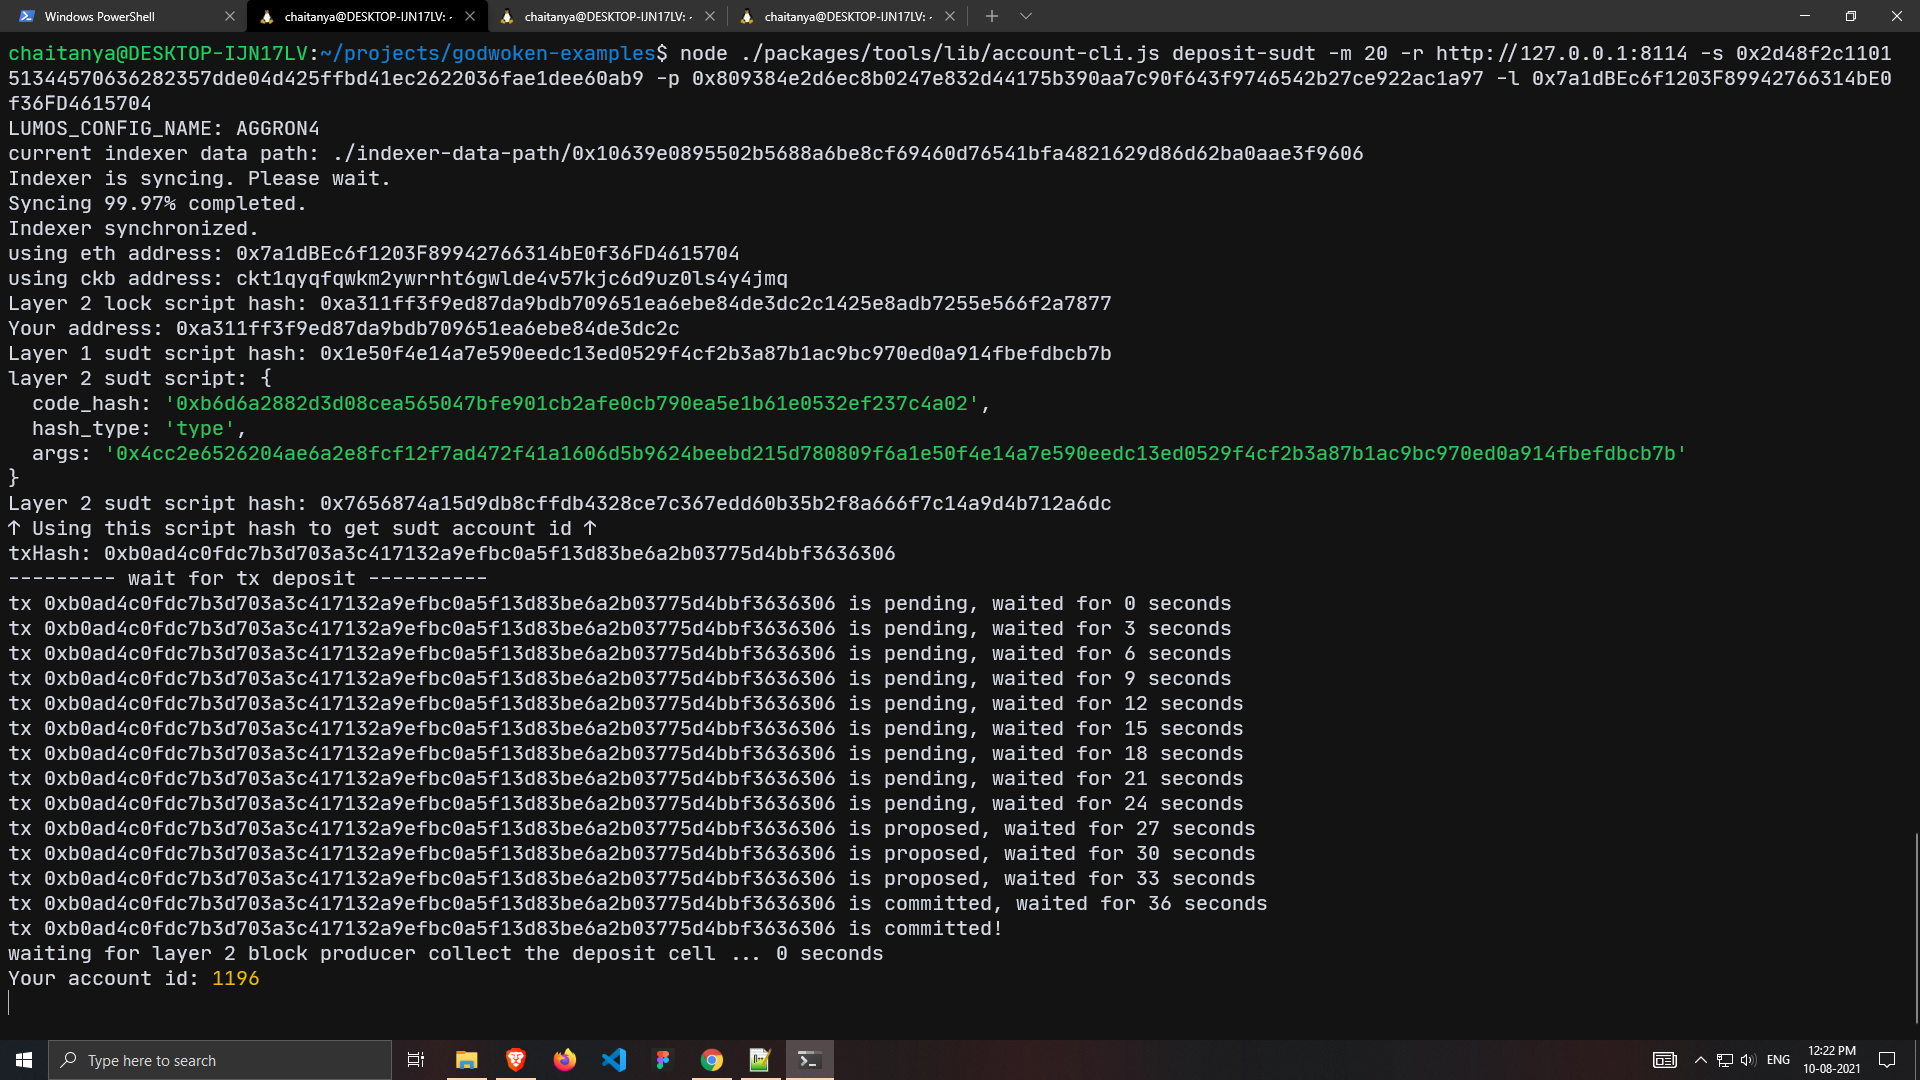 Windows PowerShell
chaitanya@DESKTOP-IJN17LV: -
chaitanya@DESKTOP-IJN17LV: -
chaitanya@DESKTOP-IJN17LV: -
chaitanya@DESKTOP-IJN17LV:~/projects/godwoken-examples$ node ./packages/tools/lib/account-cli.js deposit-sudt -m 20 -r http://127.0.0.1:8114 -s 0x2d48f2c1101
51344570636282357dde04d425ffbd41ec2622036fae1dee60ab9 -p 0x809384e2d6ec8b0247e832d44175b390aa7c90f643f9746542b27ce922ac1a97 -l 0x7a1dBEc6f1203F89942766314bE0
f36FD4615704
LUMOS_CONFIG_NAME: AGGRON4
current indexer data path: ./indexer-data-path/0x10639e0895502b5688a6be8cf69460d76541bfa4821629d86d62ba0aae3f9606
Indexer is syncing. Please wait.
Syncing 99.97% completed.
Indexer synchronized.
using eth address: 0x7a1dBEc6f1203F89942766314bE0f36FD4615704
using ckb address: ckt1qyqfqwkm2ywrrht6gwlde4v57kjc6d9uz0ls4y4jmq
Layer 2 lock script hash: 0xa311ff3f9ed87da9bdb709651ea6ebe84de3dc2c1425e8adb7255e566f2a7877
Your address: 0xa311ff3f9ed87da9bdb709651ea6ebe84de3dc2c
Layer 1 sudt script hash: 0x1e50f4e14a7e590eedc13ed0529f4cf2b3a87b1ac9bc970ed0a914fbefdbcb7b
layer 2 sudt script: {
code_hash: '0xb6d6a2882d3d08cea565047bfe901cb2afe0cb790ea5e1b61e0532ef237c4a02',
hash_type: 'type',
args: '0x4cc2e6526204ae6a2e8fcf12f7ad472f41a1606d5b9624beebd215d780809f6a1e50f4e14a7e590eedc13ed0529f4cf2b3a87b1ac9bc970ed0a914fbefdbcb7b'
}
Layer 2 sudt script hash: 0x7656874a15d9db8cffdb4328ce7c367edd60b35b2f8a666f7c14a9d4b712a6dc
↑ Using this script hash to get sudt account id ↑
txHash: 0xb0ad4c0fdc7b3d703a3c417132a9efbc0a5f13d83be6a2b03775d4bbf3636306
--------- wait for tx deposit ----------
tx 0xb0ad4c0fdc7b3d703a3c417132a9efbc0a5f13d83be6a2b03775d4bbf3636306 is pending, waited for 0 seconds
tx 0xb0ad4c0fdc7b3d703a3c417132a9efbc0a5f13d83be6a2b03775d4bbf3636306 is pending, waited for 3 seconds
tx 0xb0ad4c0fdc7b3d703a3c417132a9efbc0a5f13d83be6a2b03775d4bbf3636306 is pending, waited for 6 seconds
tx 0xb0ad4c0fdc7b3d703a3c417132a9efbc0a5f13d83be6a2b03775d4bbf3636306 is pending, waited for 9 seconds
tx 0xb0ad4c0fdc7b3d703a3c417132a9efbc0a5f13d83be6a2b03775d4bbf3636306 is pending, waited for 12 seconds
tx 0xb0ad4c0fdc7b3d703a3c417132a9efbc0a5f13d83be6a2b03775d4bbf3636306 is pending, waited for 15 seconds
tx 0xb0ad4c0fdc7b3d703a3c417132a9efbc0a5f13d83be6a2b03775d4bbf3636306 is pending, waited for 18 seconds
tx 0xb0ad4c0fdc7b3d703a3c417132a9efbc0a5f13d83be6a2b03775d4bbf3636306 is pending, waited for 21 seconds
tx 0xb0ad4c0fdc7b3d703a3c417132a9efbc0a5f13d83be6a2b03775d4bbf3636306 is pending, waited for 24 seconds
tx 0xb0ad4c0fdc7b3d703a3c417132a9efbc0a5f13d83be6a2b03775d4bbf3636306 is proposed, waited for 27 seconds
tx 0xb0ad4c0fdc7b3d703a3c417132a9efbc0a5f13d83be6a2b03775d4bbf3636306 is proposed, waited for 30 seconds
tx 0xb0ad4c0fdc7b3d703a3c417132a9efbc0a5f13d83be6a2b03775d4bbf3636306 is proposed, waited for 33 seconds
tx 0xb0ad4c0fdc7b3d703a3c417132a9efbc0a5f13d83be6a2b03775d4bbf3636306 is committed, waited for 36 seconds
tx 0xb0ad4c0fdc7b3d703a3c417132a9efbc0a5f13d83be6a2b03775d4bbf3636306 is committed!
waiting for layer 2 block producer collect the deposit cell ... 0 seconds
Your account id: 1196
Type here to search
ENG
12:22 PM
10-08-2021